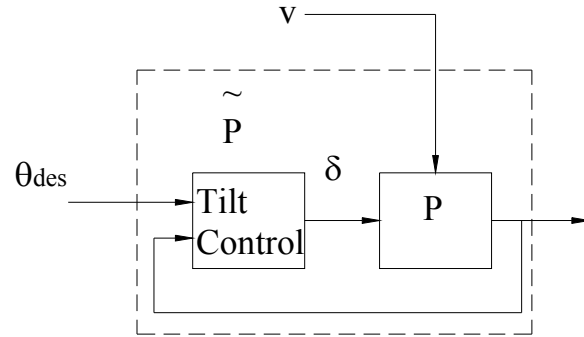 v
~
P
θdes
δ
Tilt
Control
P